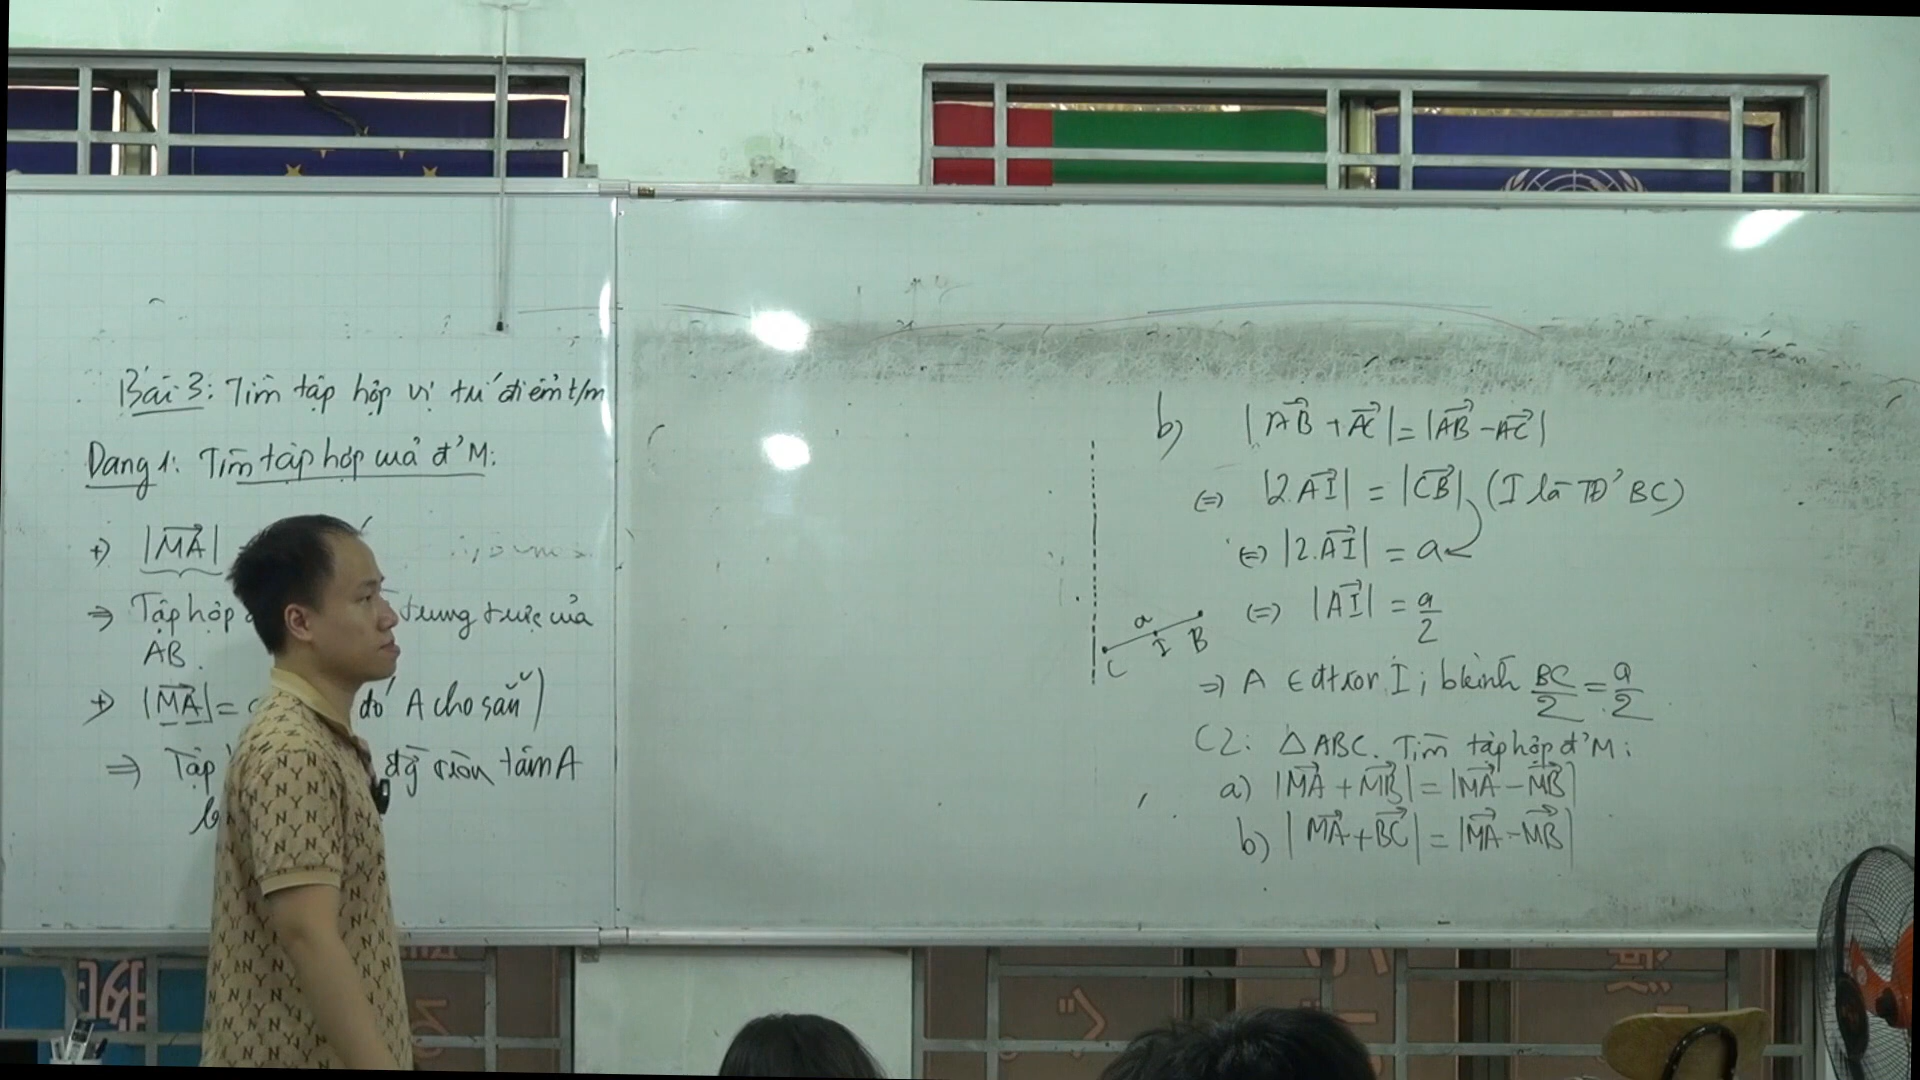 Bài 3: Tìm tập hợp vị trí điểm t/m
Dạng 1: Tìm tập hợp của đ' M:
+) |MA|
=> Tập hợp trung trực của
AB.
+) |MA| = đó A cho sẵn)
=> Tập đg tròn tâm A
b) |AB + AC| = |AB - AC|
(=) |2.AI| = |CB| (I là TĐ' BC)
(=) |2.AI| = a
(=) |AI| = a/2
a
C I B
=) A ∈ đtròn I; bkính BC/2 = a/2
C2: △ABC. Tìm tập hợp đ' M:
a) |MA + MB| = |MA - MB|
b) |MA + BC| = |MA - MB|